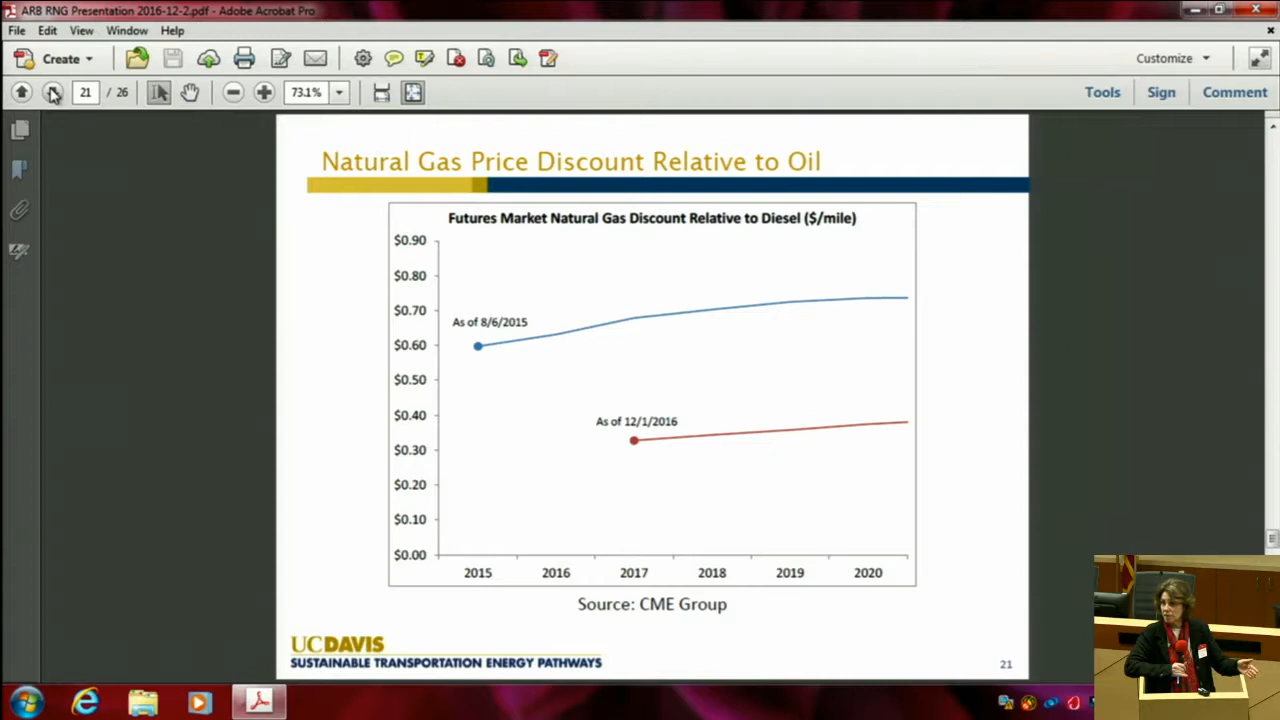 ARB RNG Presentation 2016-12-2.pdf - Adobe Acrobat Pro
File Edit View Window Help
Create
Customize
21 / 26
73.1%
Tools Sign Comment
Natural Gas Price Discount Relative to Oil
Futures Market Natural Gas Discount Relative to Diesel ($/mile)
$0.90
$0.80
$0.70
As of 8/6/2015
$0.60
$0.50
$0.40
As of 12/1/2016
$0.30
$0.20
$0.10
$0.00
2015 2016 2017 2018 2019 2020
Source: CME Group
UCDAVIS
SUSTAINABLE TRANSPORTATION ENERGY PATHWAYS
21